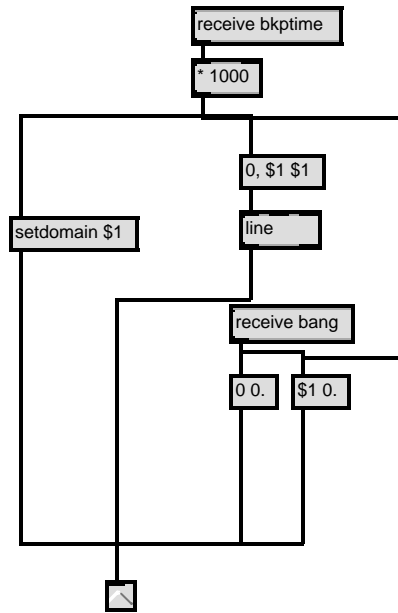 receive bkptime
* 1000
0, $1 $1
setdomain $1
line
receive bang
0 0.
$1 0.